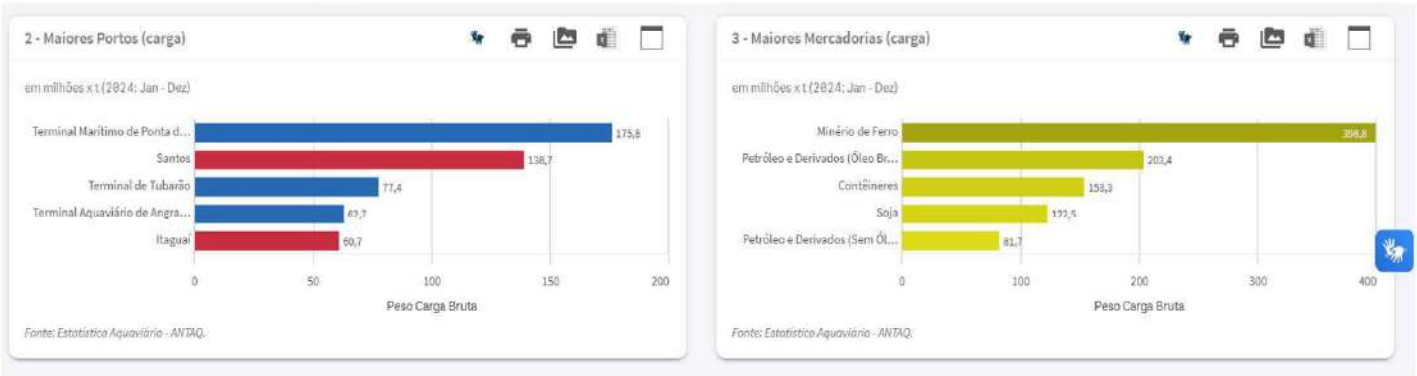 2 - Maiores Portos (carga)
em milhões x t (2024: Jan - Dez)
Terminal Marítimo de Ponta d... 175,8
Santos 138,7
Terminal de Tubarão 77,4
Terminal Aquaviário de Angra... 62,7
Itaguaí 60,7
0 50 100 150 200
Peso Carga Bruta
Fonte: Estatístico Aquaviário - ANTAQ.
3 - Maiores Mercadorias (carga)
em milhões x t (2024: Jan - Dez)
Minério de Ferro
Petróleo e Derivados (Óleo Br... 203,4
Contêineres 153,3
Soja 122,5
Petróleo e Derivados (Sem Ól... 81,7
0 100 200 300 400
Peso Carga Bruta
Fonte: Estatístico Aquaviário - ANTAQ.